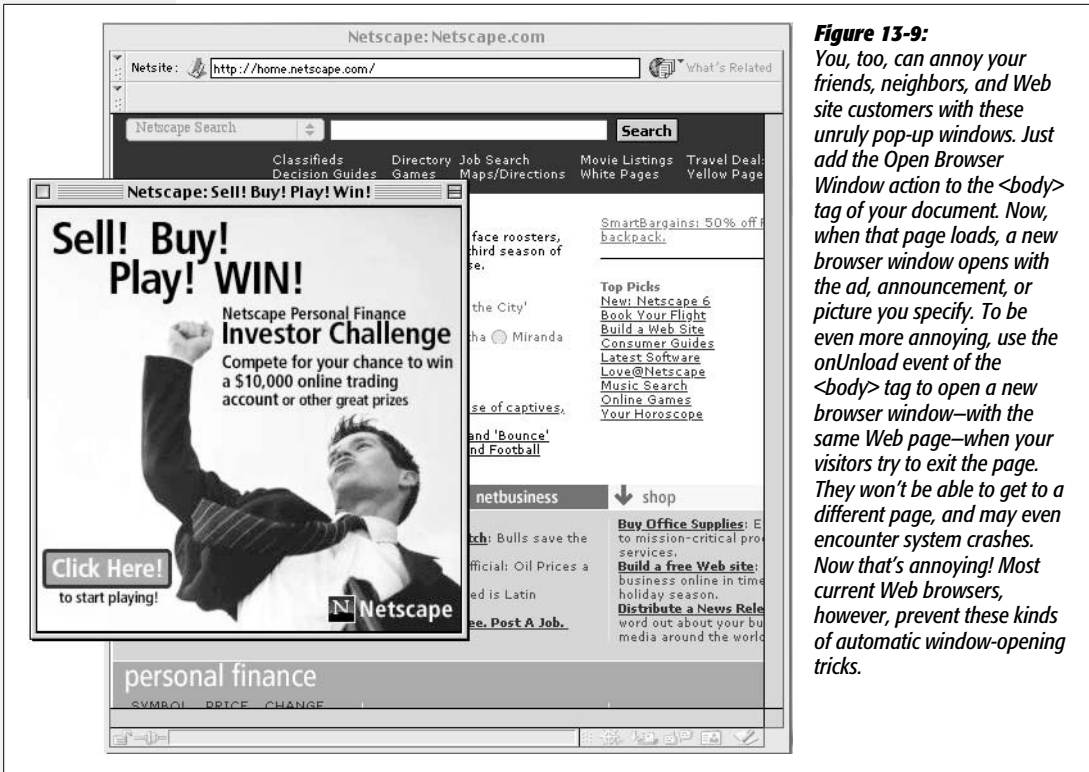 Netscape: Netscape.com
Netsite:
http://home.netscape.com/
What's Related
Netscape Search
Search
Classifieds Directory Job Search Movie Listings Travel Deal:
Decision Guides Games Maps/Directions White Pages Yellow Page
Netscape: Sell! Buy! Play! Win!
Sell! Buy!
Play! WIN!
Netscape Personal Finance
Investor Challenge
Compete for your chance to win
a $10,000 online trading
account or other great prizes
Click Here!
to start playing!
N Netscape
face roosters,
third season of
se.
the City'
tha Miranda
se of captives,
and 'Bounce'
nd Football
SmartBargains: 50% off
backpack.
Top Picks
New: Netscape 6
Book Your Flight
Build a Web Site
Consumer Guides
Latest Software
Love@Netscape
Music Search
Online Games
Your Horoscope
netbusiness
tch: Bulls save the
fficial: Oil Prices a
ed is Latin
ee. Post A Job.
shop
Buy Office Supplies: E
to mission-critical pro
services.
Build a free Web site:
business online in time
holiday season.
Distribute a News Rele
word out about your bu
media around the world
personal finance
SYMBOL PRICE CHANGE
Figure 13-9:
You, too, can annoy your
friends, neighbors, and Web
site customers with these
unruly pop-up windows. Just
add the Open Browser
Window action to the <body>
tag of your document. Now,
when that page loads, a new
browser window opens with
the ad, announcement, or
picture you specify. To be
even more annoying, use the
onUnload event of the
<body> tag to open a new
browser window—with the
same Web page—when your
visitors try to exit the page.
They won't be able to get to a
different page, and may even
encounter system crashes.
Now that's annoying! Most
current Web browsers,
however, prevent these kinds
of automatic window-opening
tricks.